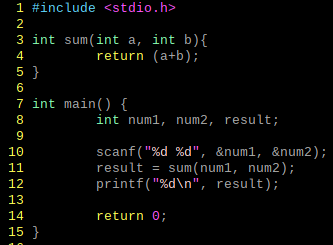 1 #include <stdio.h>
2
3 int sum(int a, int b){
4         return (a+b);
5 }
6
7 int main() {
8         int num1, num2, result;
9
10         scanf("%d %d", &num1, &num2);
11         result = sum(num1, num2);
12         printf("%d\n", result);
13
14         return 0;
15 }